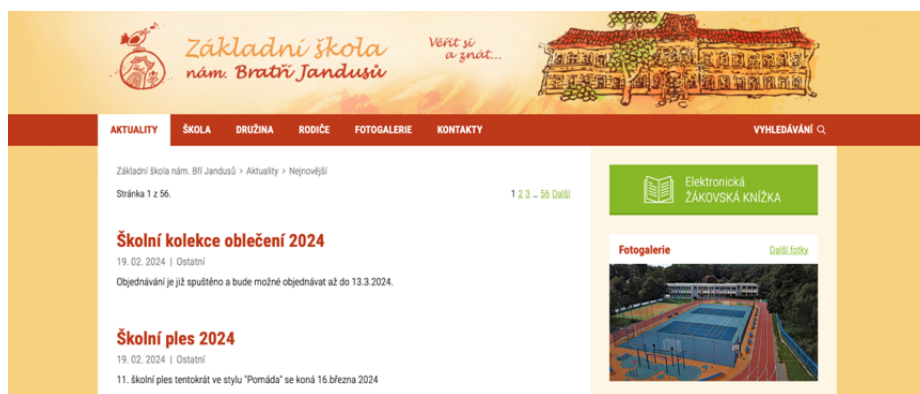 Základní škola
nám. Bratří Jandusů
Věřit si
a znát...
AKTUALITY ŠKOLA DRUŽINA RODIČE FOTOGALERIE KONTAKTY VYHLEDÁVÁNÍ
Základní škola nám. Bří Jandusů > Aktuality > Nejnovější
Stránka 1 z 56.
1 2 3 ... 56 Další
Školní kolekce oblečení 2024
19. 02. 2024 | Ostatní
Objednávání je již spuštěno a bude možné objednávat až do 13.3.2024.
Školní ples 2024
19. 02. 2024 | Ostatní
11. školní ples tentokrát ve stylu "Pomáda" se koná 16.března 2024
Elektronická
ŽÁKOVSKÁ KNÍŽKA
Fotogalerie Další fotky